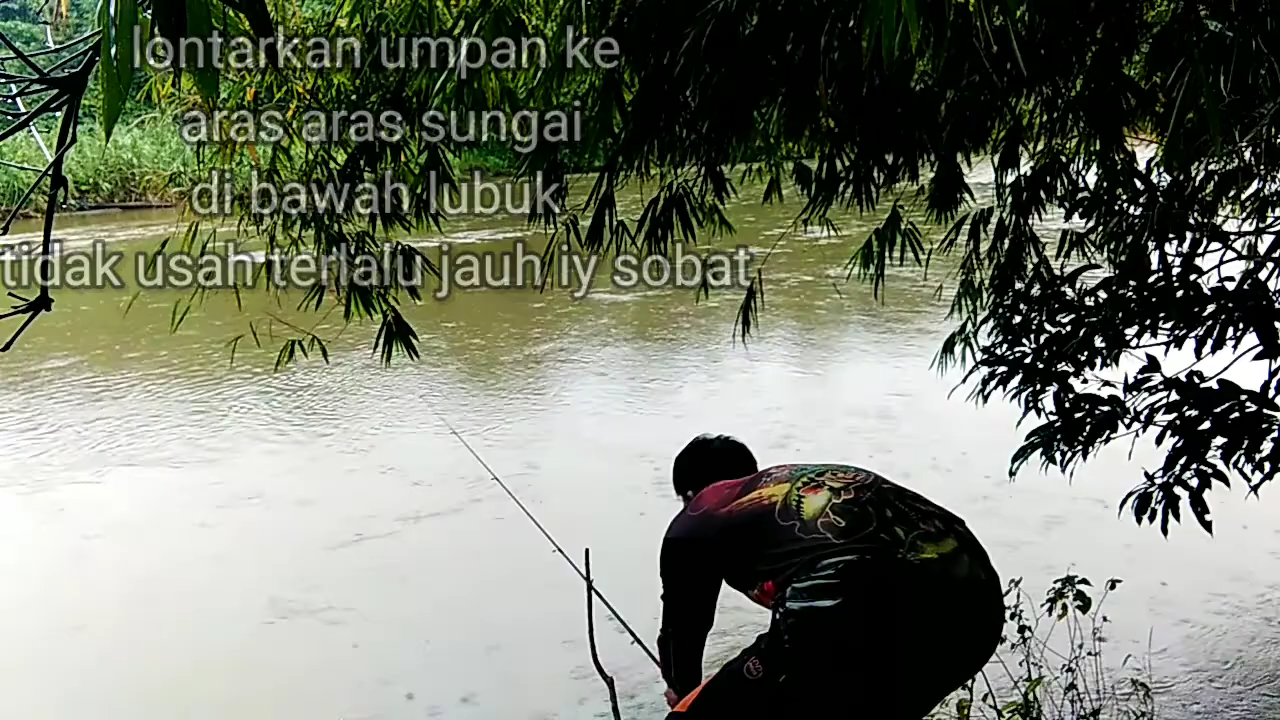 lontarkan umpan ke
aras aras sungai
di bawah lubuk
tidak usah terlalu jauh iy sobat